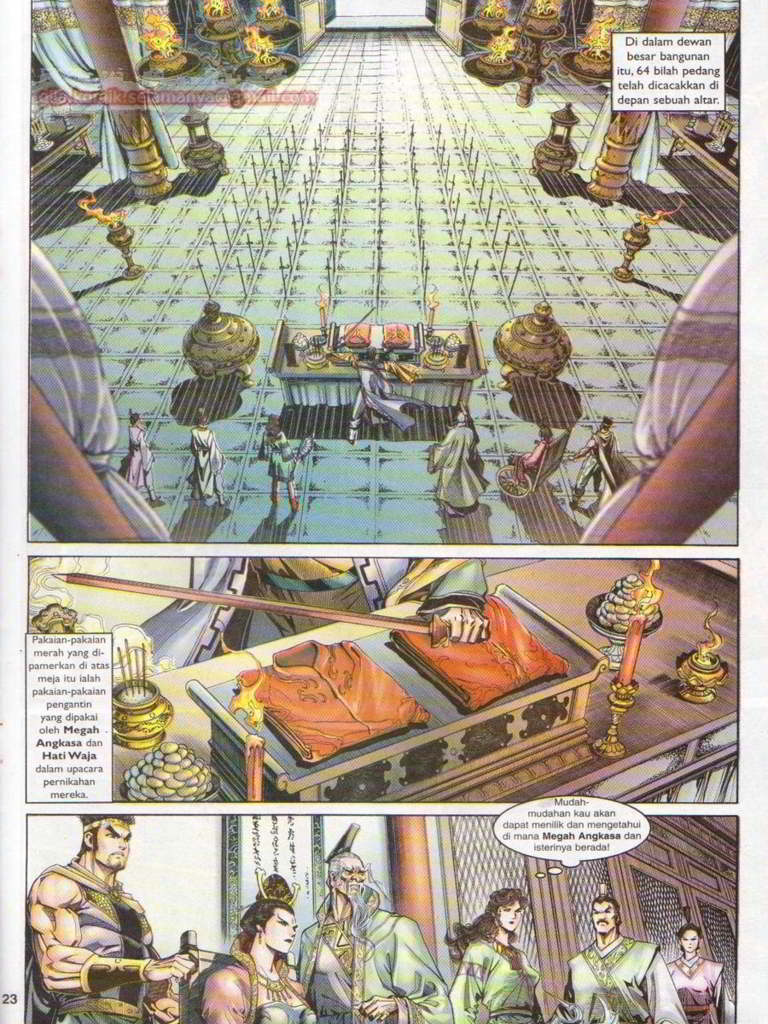 Di dalam dewan
besar bangunan
itu, 64 bilah pedang
telah dicacakkan di
depan sebuah altar.
Pakaian-pakaian
merah yang di-
pamerkan di atas
meja itu ialah
pakaian-pakaian
pengantin
yang dipakai
oleh Megah
Angkasa dan
Hati Waja
dalam upacara
pernikahan
mereka.
Mudah-
mudahan kau akan
dapat menilik dan mengetahui
di mana Megah Angkasa dan
isterinya berada!
23